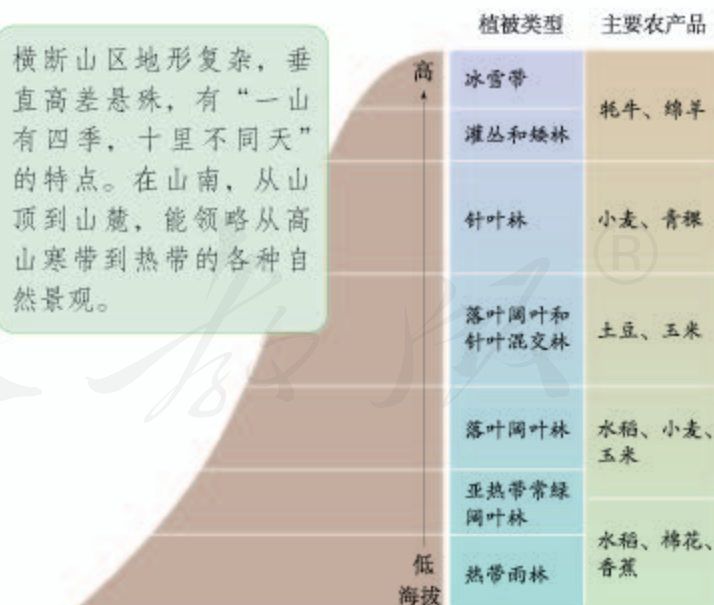 植被类型 主要农产品
横断山区地形复杂，垂
直高差悬殊，有“一山
有四季，十里不同天”
的特点。在山南，从山
顶到山麓，能领略从高
山寒带到热带的各种自
然景观。
高
冰雪带
牦牛、绵羊
灌丛和矮林
针叶林
小麦、青稞
落叶阔叶和
针叶混交林
土豆、玉米
落叶阔叶林
水稻、小麦、
玉米
亚热带常绿
阔叶林
水稻、棉花、
香蕉
热带雨林
低
海拔
教版
®